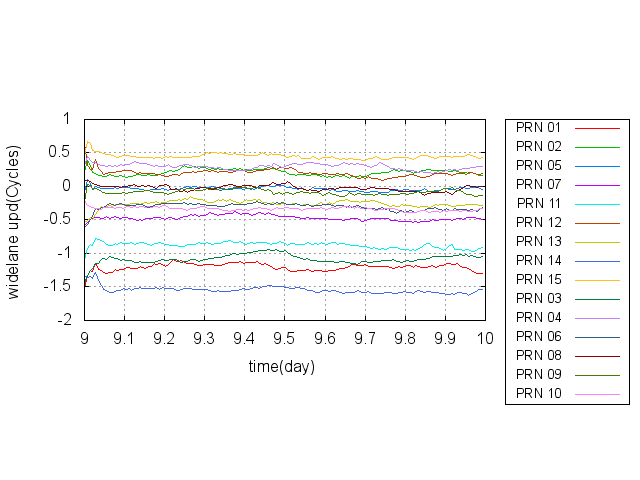 1
0.5
0
-0.5
-1
-1.5
-2
widelane upd(Cycles)
9 9.1 9.2 9.3 9.4 9.5 9.6 9.7 9.8 9.9 10
time(day)
PRN 01
PRN 02
PRN 05
PRN 07
PRN 11
PRN 12
PRN 13
PRN 14
PRN 15
PRN 03
PRN 04
PRN 06
PRN 08
PRN 09
PRN 10